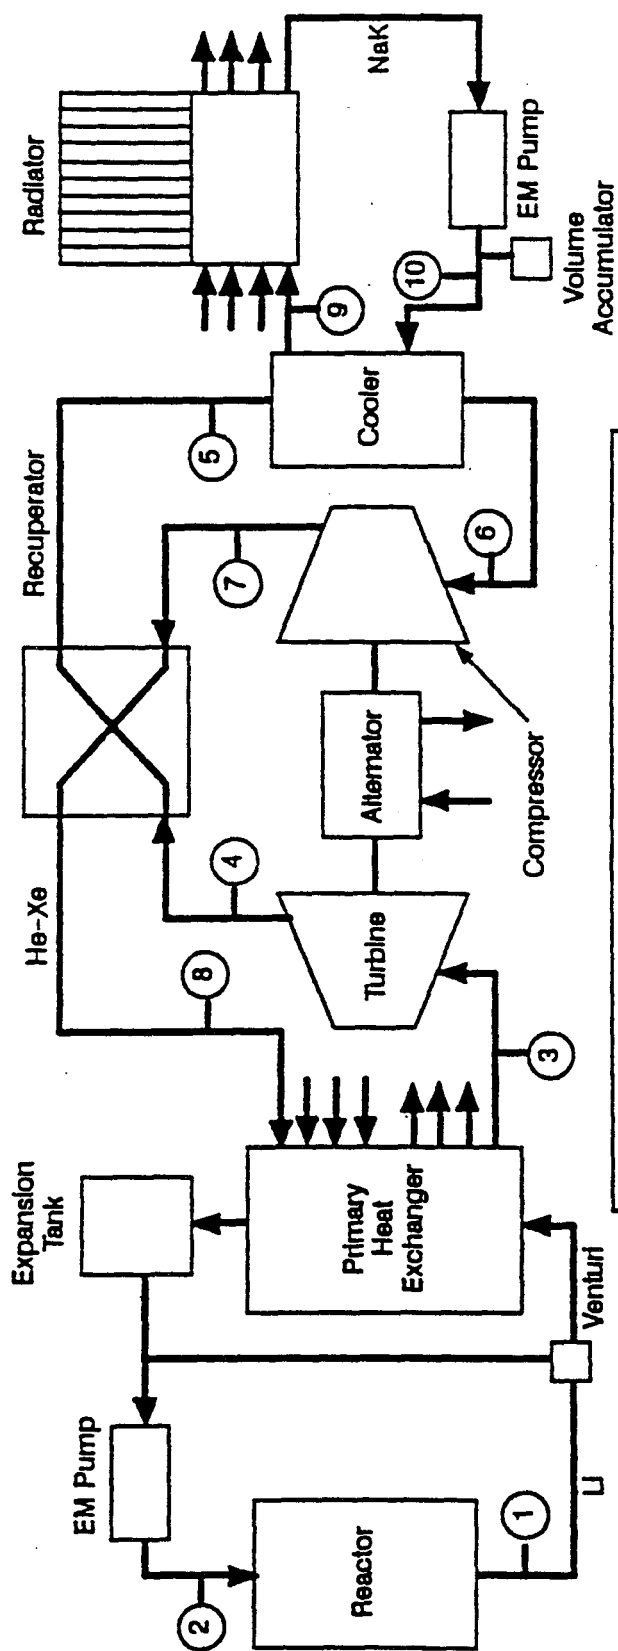 Expansion
Tank
He-Xe
Recuperator
Radiator
EM Pump
2
8
4
7
5
9
10
NaK
Reactor
Primary
Heat
Exchanger
Turbine
Alternator
Cooler
EM Pump
Volume
Accumulator
1
Li
Venturi
3
Compressor
6